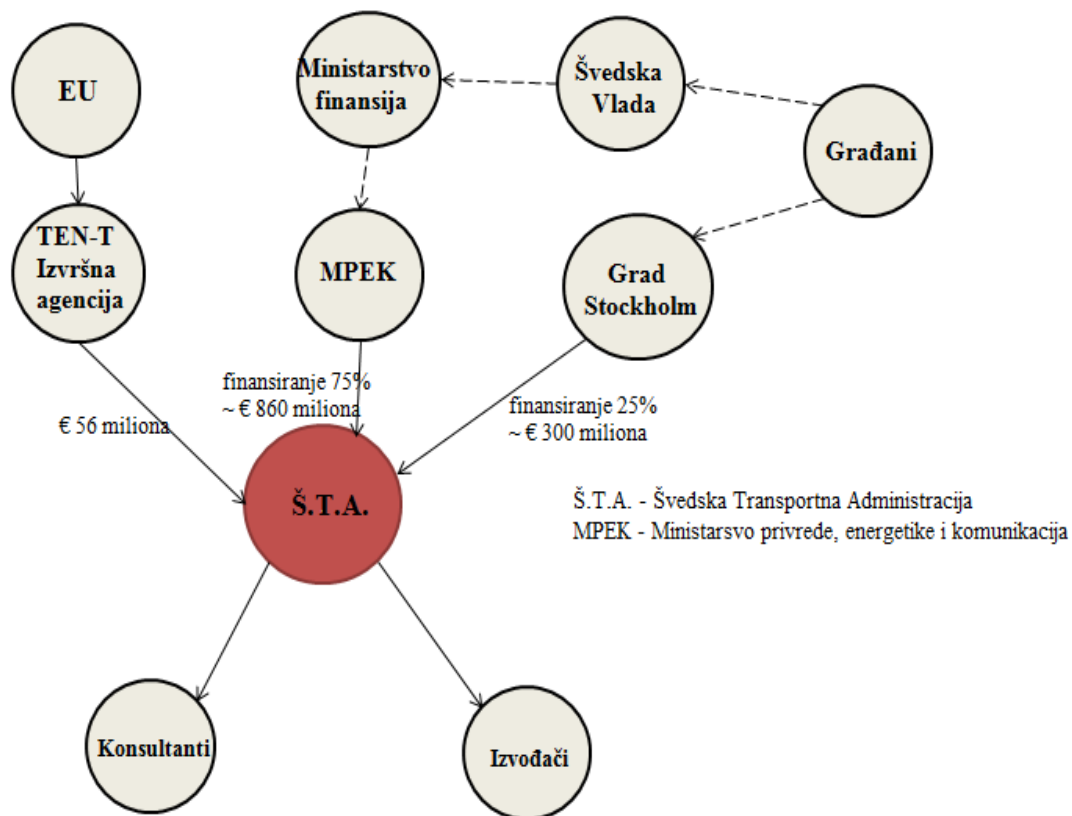 EU
Ministarstvo
finansija
Švedska
Vlada
Građani
TEN-T
Izvršna
agencija
MPEK
Grad
Stockholm
finansiranje 75%
~ € 860 miliona
€ 56 miliona
finansiranje 25%
~ € 300 miliona
Š.T.A.
Š.T.A. - Švedska Transportna Administracija
MPEK - Ministarsvo privrede, energetike i komunikacija
Konsultanti
Izvođači